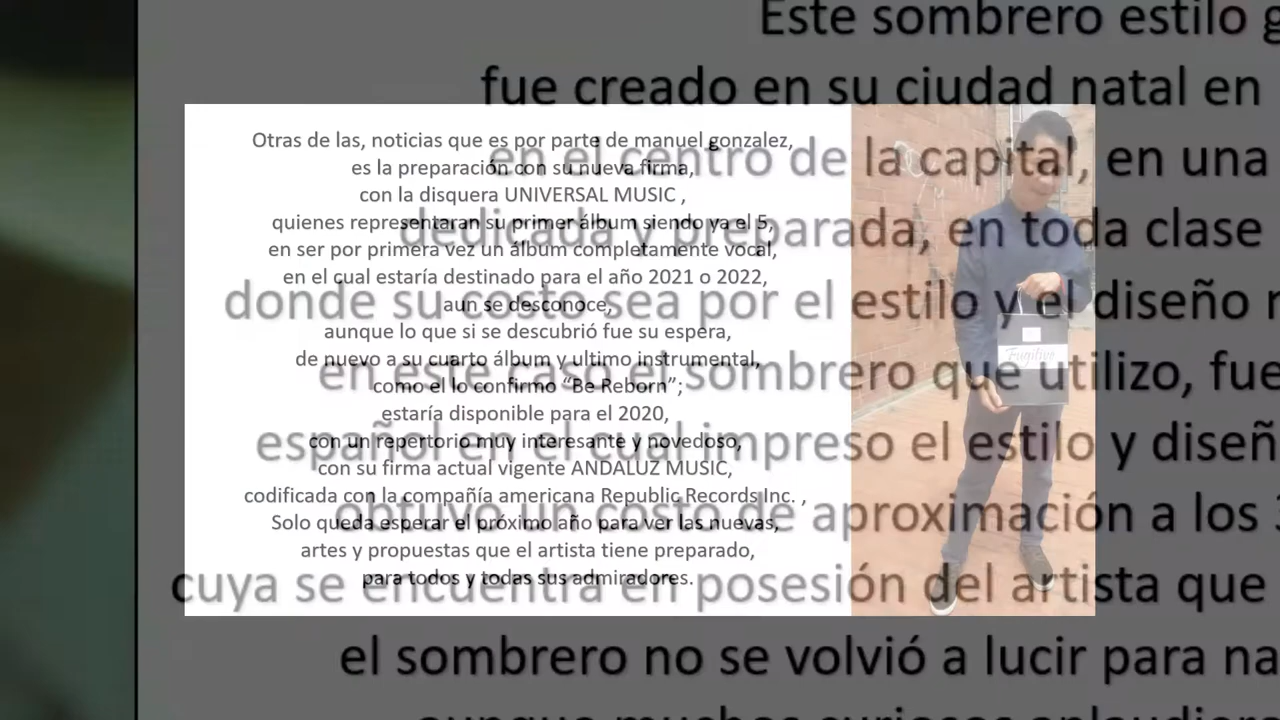 Este sombrero estilo g
fue creado en su ciudad natal en
en el centro de la capital, en una
dedicada y preparada, en toda clase
donde su costo sea por el estilo y el diseño
en este caso el sombrero que utilizo, fue
español en el cual impreso el estilo y diseñ
obtuvo un costo de aproximación a los
cuya se encuentra en posesión del artista que
el sombrero no se volvió a lucir para na
Otras de las, noticias que es por parte de manuel gonzalez,
es la preparación con su nueva firma,
con la disquera UNIVERSAL MUSIC ,
quienes representaran su primer álbum siendo ya el 5,
en ser por primera vez un álbum completamente vocal,
en el cual estaría destinado para el año 2021 o 2022,
aun se desconoce,
aunque lo que si se descubrió fue su espera,
de nuevo a su cuarto álbum y ultimo instrumental,
como el lo confirmo “Be Reborn”;
estaría disponible para el 2020,
con un repertorio muy interesante y novedoso,
con su firma actual vigente ANDALUZ MUSIC,
codificada con la compañía americana Republic Records Inc. ,
Solo queda esperar el próximo año para ver las nuevas,
artes y propuestas que el artista tiene preparado,
para todos y todas sus admiradores.
Fugitivo